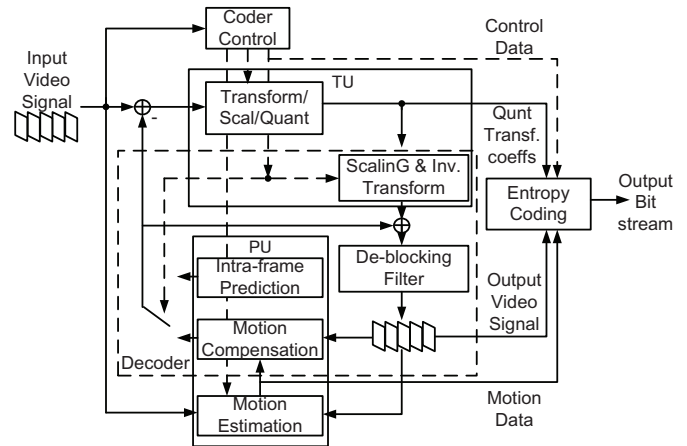 Coder
Control
Control
Data
Input
Video
Signal
TU
Transform/
Scal/Quant
-
Qunt
Transf.
coeffs
ScalinG & Inv.
Transform
Entropy
Coding
Output
Bit
stream
PU
Intra-frame
Prediction
De-blocking
Filter
Output
Video
Signal
Motion
Compensation
Decoder
Motion
Estimation
Motion
Data